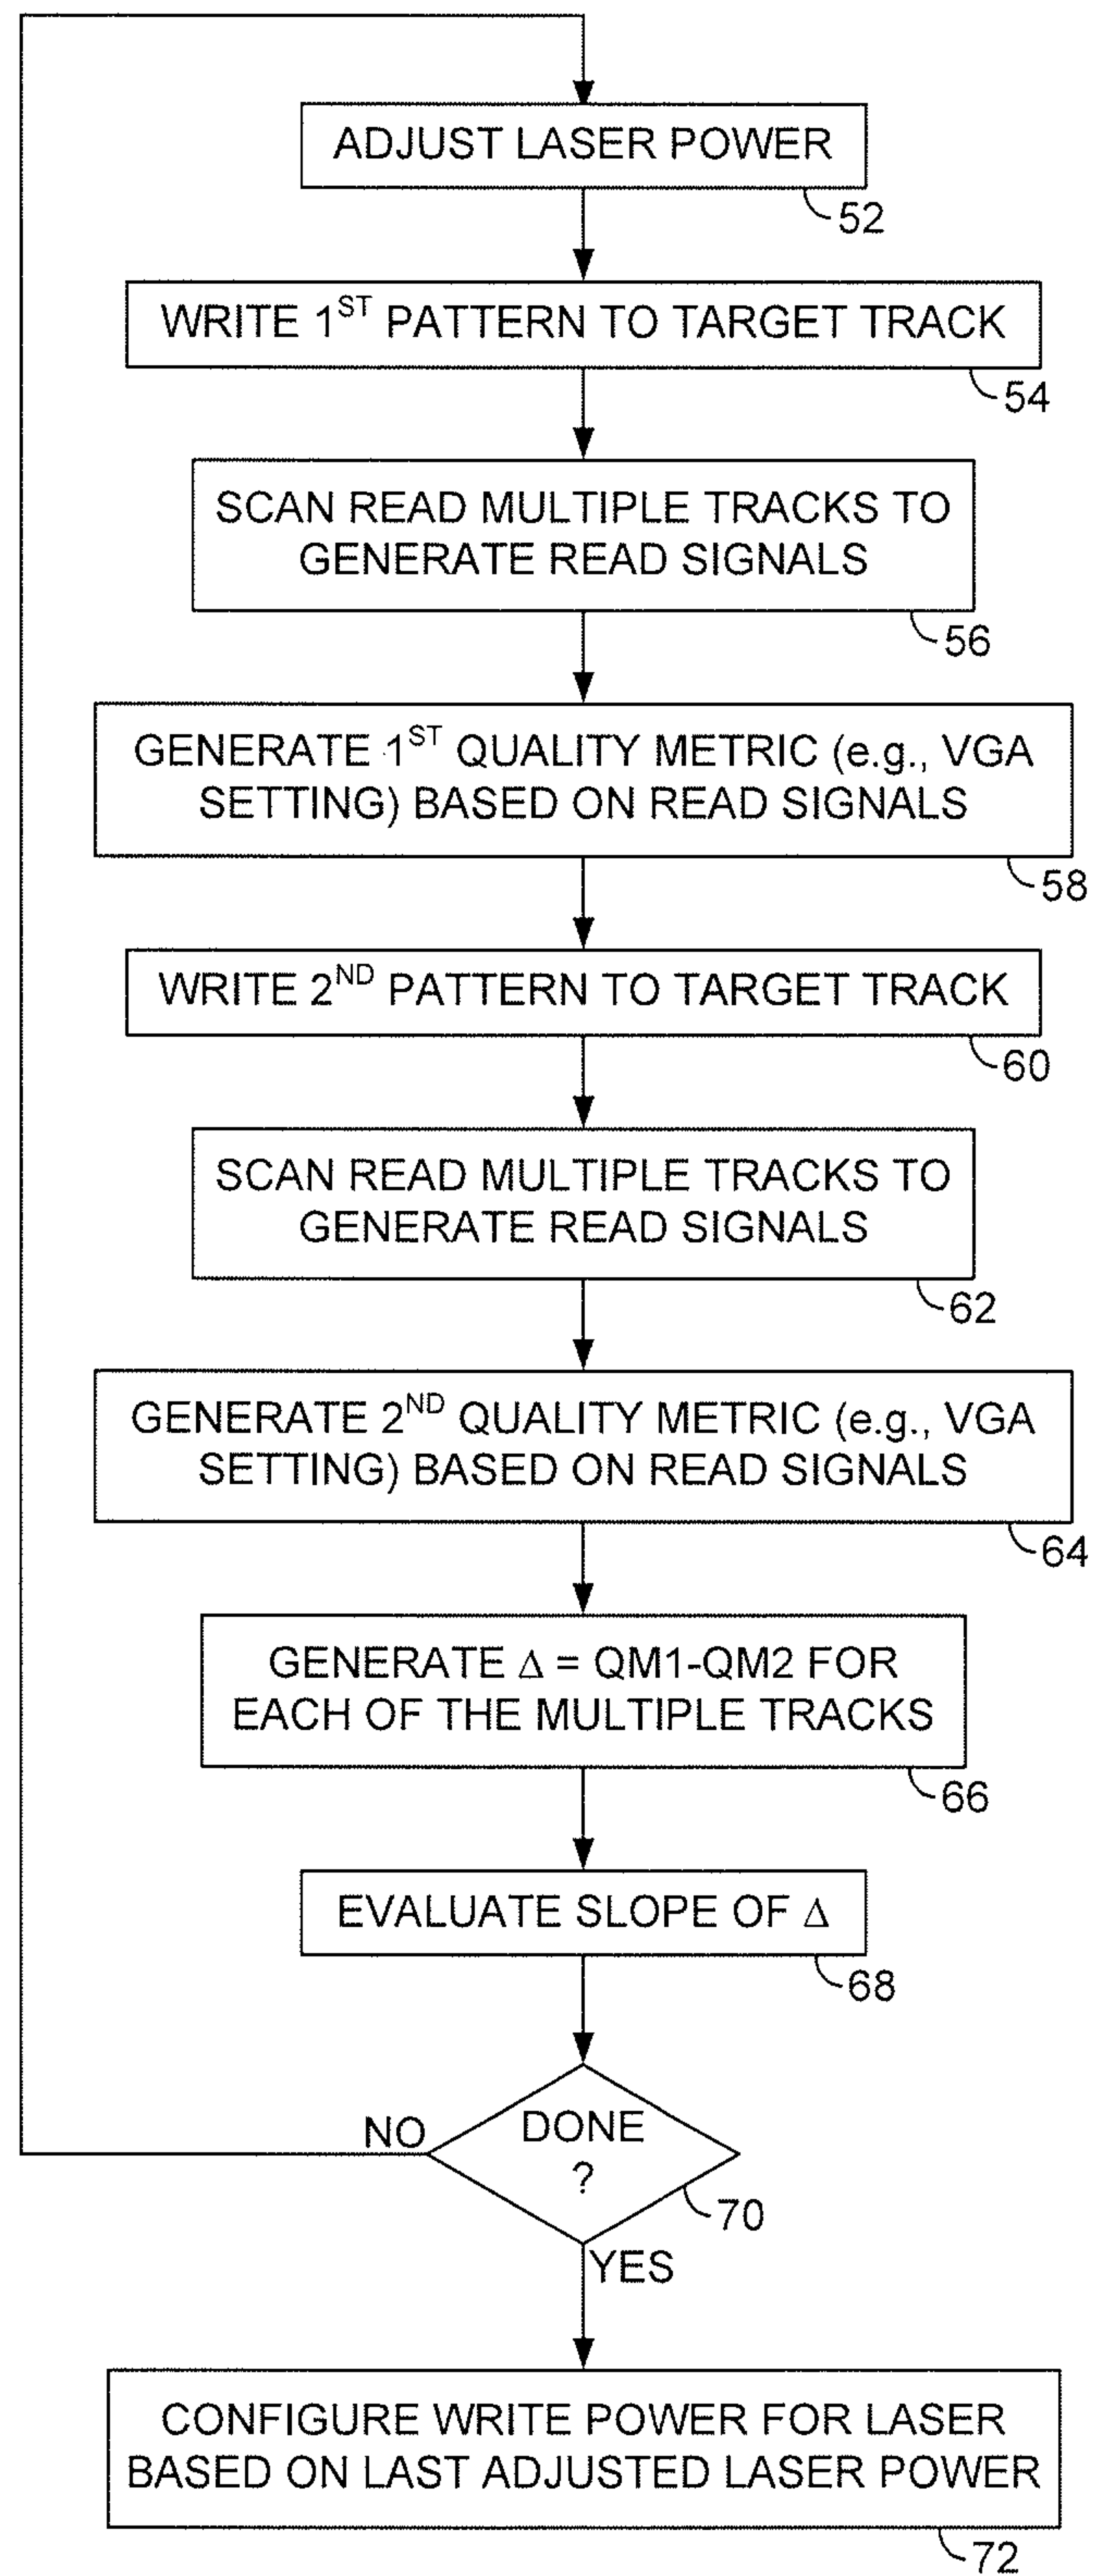 ADJUST LASER POWER
52
WRITE 1ST PATTERN TO TARGET TRACK
54
SCAN READ MULTIPLE TRACKS TO
GENERATE READ SIGNALS
56
GENERATE 1ST QUALITY METRIC (e.g., VGA
SETTING) BASED ON READ SIGNALS
58
WRITE 2ND PATTERN TO TARGET TRACK
60
SCAN READ MULTIPLE TRACKS TO
GENERATE READ SIGNALS
62
GENERATE 2ND QUALITY METRIC (e.g., VGA
SETTING) BASED ON READ SIGNALS
64
GENERATE Δ = QM1-QM2 FOR
EACH OF THE MULTIPLE TRACKS
66
EVALUATE SLOPE OF Δ
68
NO
DONE
?
70
YES
CONFIGURE WRITE POWER FOR LASER
BASED ON LAST ADJUSTED LASER POWER
72